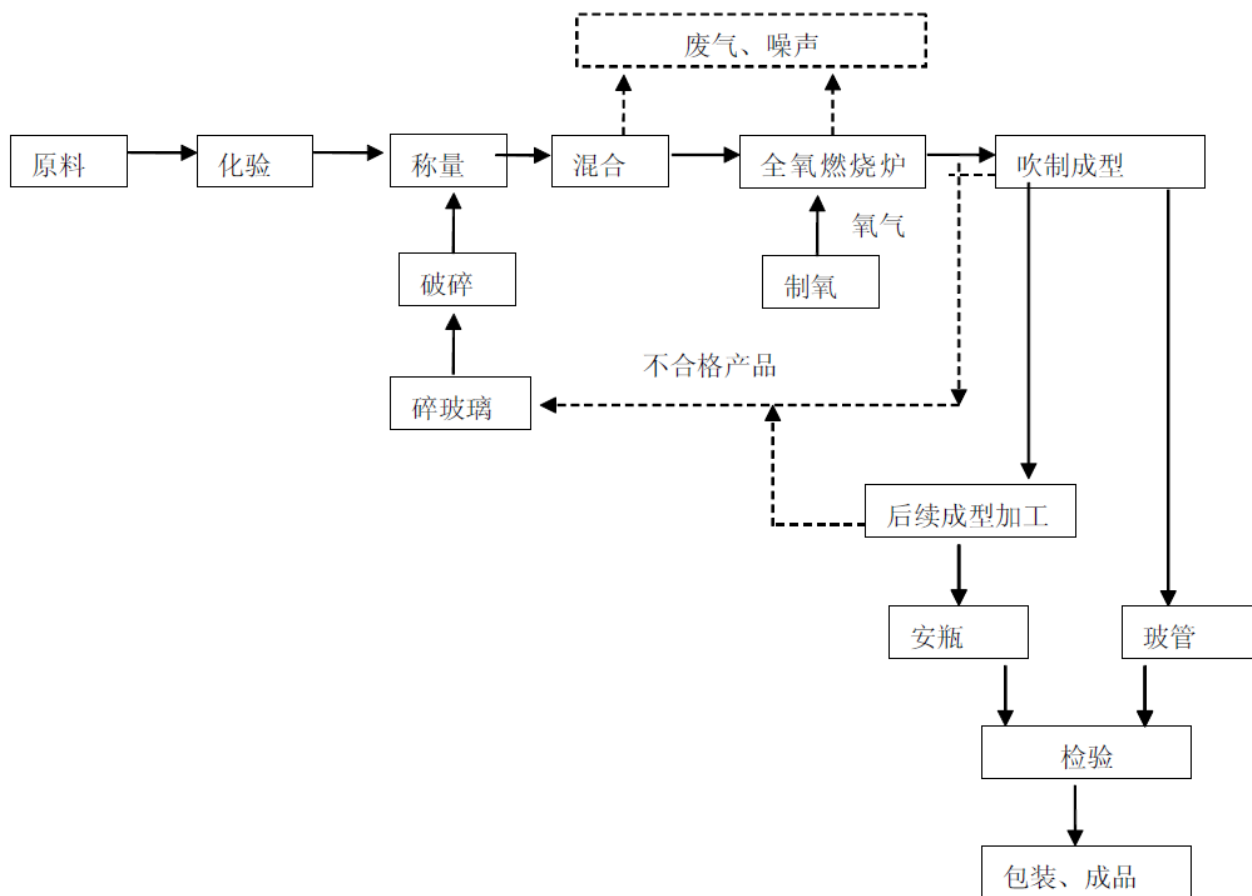 废气、噪声
原料
化验
称量
混合
全氧燃烧炉
吹制成型
氧气
破碎
制氧
不合格产品
碎玻璃
后续成型加工
安瓶
玻管
检验
包装、成品